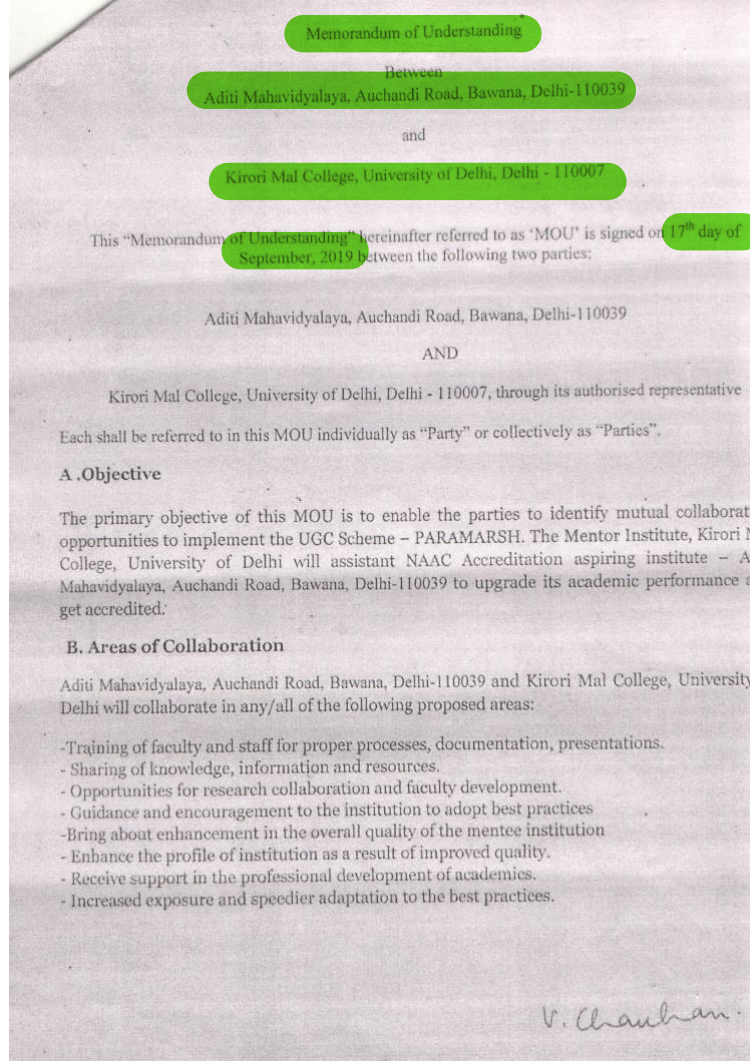 Memorandum of Understanding
Between
Aditi Mahavidyalaya, Auchandi Road, Bawana, Delhi-110039
and
Kirori Mal College, University of Delhi, Delhi - 110007
This “Memorandum of Understanding” hereinafter referred to as ‘MOU’ is signed on 17th day of
September, 2019 between the following two parties:
Aditi Mahavidyalaya, Auchandi Road, Bawana, Delhi-110039
AND
Kirori Mal College, University of Delhi, Delhi - 110007, through its authorised representative
Each shall be referred to in this MOU individually as “Party” or collectively as “Parties”.
A .Objective
The primary objective of this MOU is to enable the parties to identify mutual collaborat
opportunities to implement the UGC Scheme – PARAMARSH. The Mentor Institute, Kirori
College, University of Delhi will assistant NAAC Accreditation aspiring institute – A
Mahavidyalaya, Auchandi Road, Bawana, Delhi-110039 to upgrade its academic performance a
get accredited.
B. Areas of Collaboration
Aditi Mahavidyalaya, Auchandi Road, Bawana, Delhi-110039 and Kirori Mal College, University
Delhi will collaborate in any/all of the following proposed areas:
-Training of faculty and staff for proper processes, documentation, presentations.
- Sharing of knowledge, information and resources.
- Opportunities for research collaboration and faculty development.
- Guidance and encouragement to the institution to adopt best practices
-Bring about enhancement in the overall quality of the mentee institution
- Enhance the profile of institution as a result of improved quality.
- Receive support in the professional development of academics.
- Increased exposure and speedier adaptation to the best practices.
V. Chauhan.